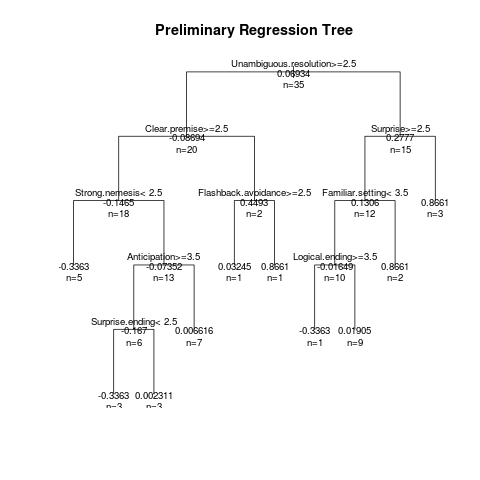 Preliminary Regression Tree
Unambiguous.resolution>=2.5
0.06934
n=35
Clear.premise>=2.5
-0.08694
n=20
Surprise>=2.5
0.2777
n=15
Strong.nemesis< 2.5
-0.1465
n=18
Flashback.avoidance>=2.5
0.4493
n=2
Familiar.setting< 3.5
0.1306
n=12
0.8661
n=3
-0.3363
n=5
Anticipation>=3.5
-0.07352
n=13
0.03245
n=1
0.8661
n=1
Logical.ending>=3.5
-0.01649
n=10
0.8661
n=2
Surprise.ending< 2.5
-0.167
n=6
0.006616
n=7
-0.3363
n=1
0.01905
n=9
-0.3363
n=3
0.002311
n=3